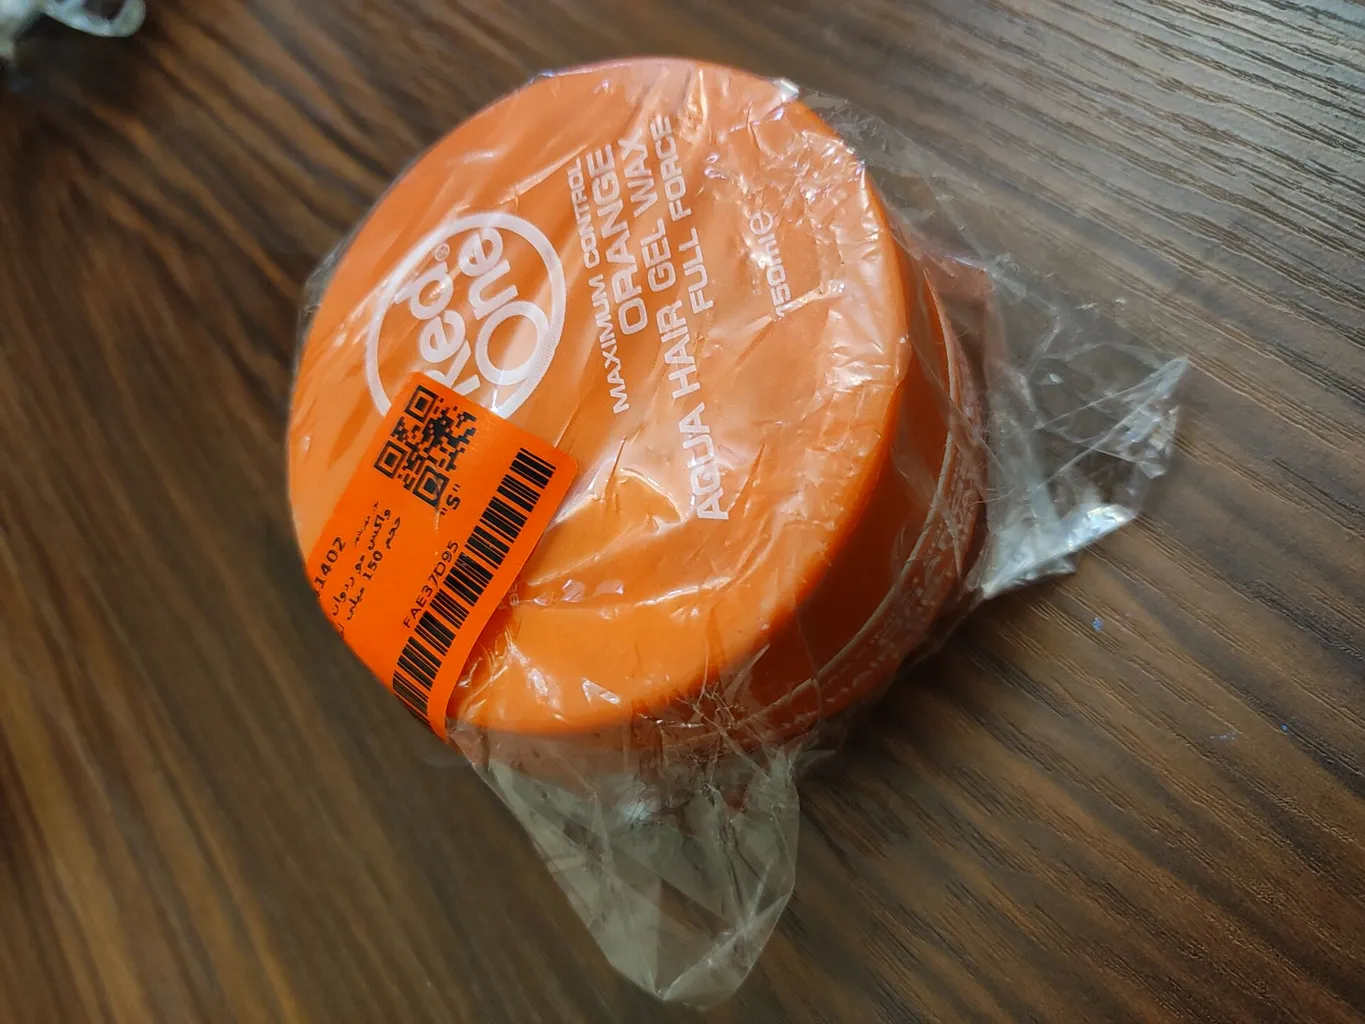 Red®
One
MAXIMUM CONTROL
ORANGE
AQUA HAIR GEL WAX
FULL FORCE
150ml℮
"S"
1402
واکس مو ردوان
حجم 150 میلی
FAE37095